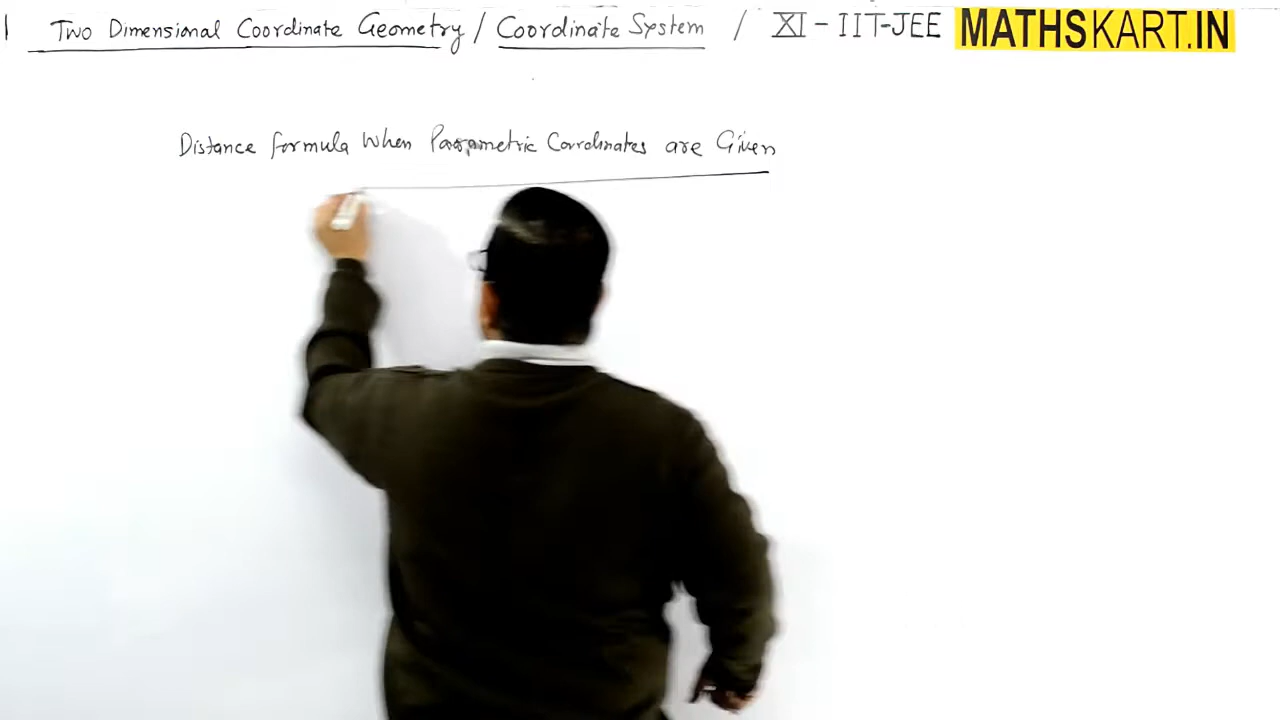 Two Dimensional Coordinate Geometry / Coordinate System / XI - IIT-JEE MATHSKART.IN
Distance formula When Parametric Coordinates are Given